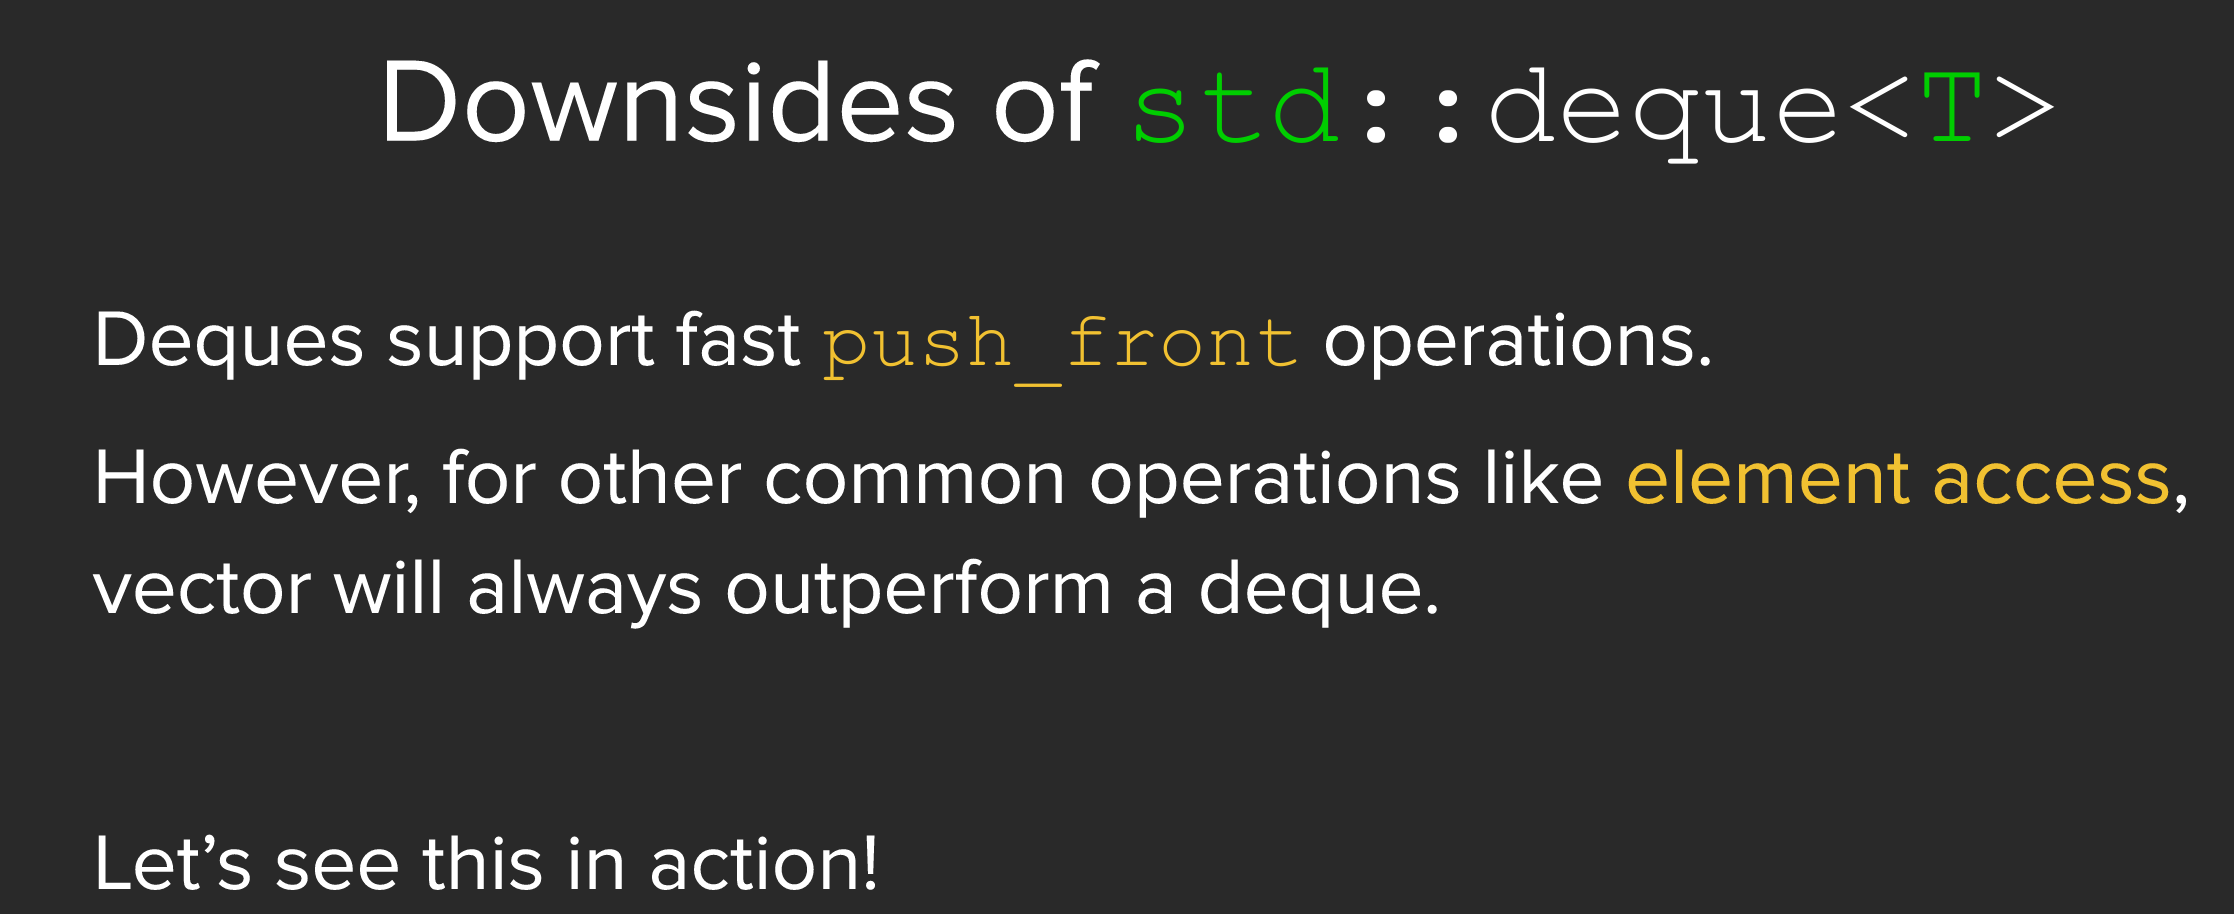 Downsides of std::deque<T>
Deques support fast push_front operations.
However, for other common operations like element access,
vector will always outperform a deque.
Let’s see this in action!